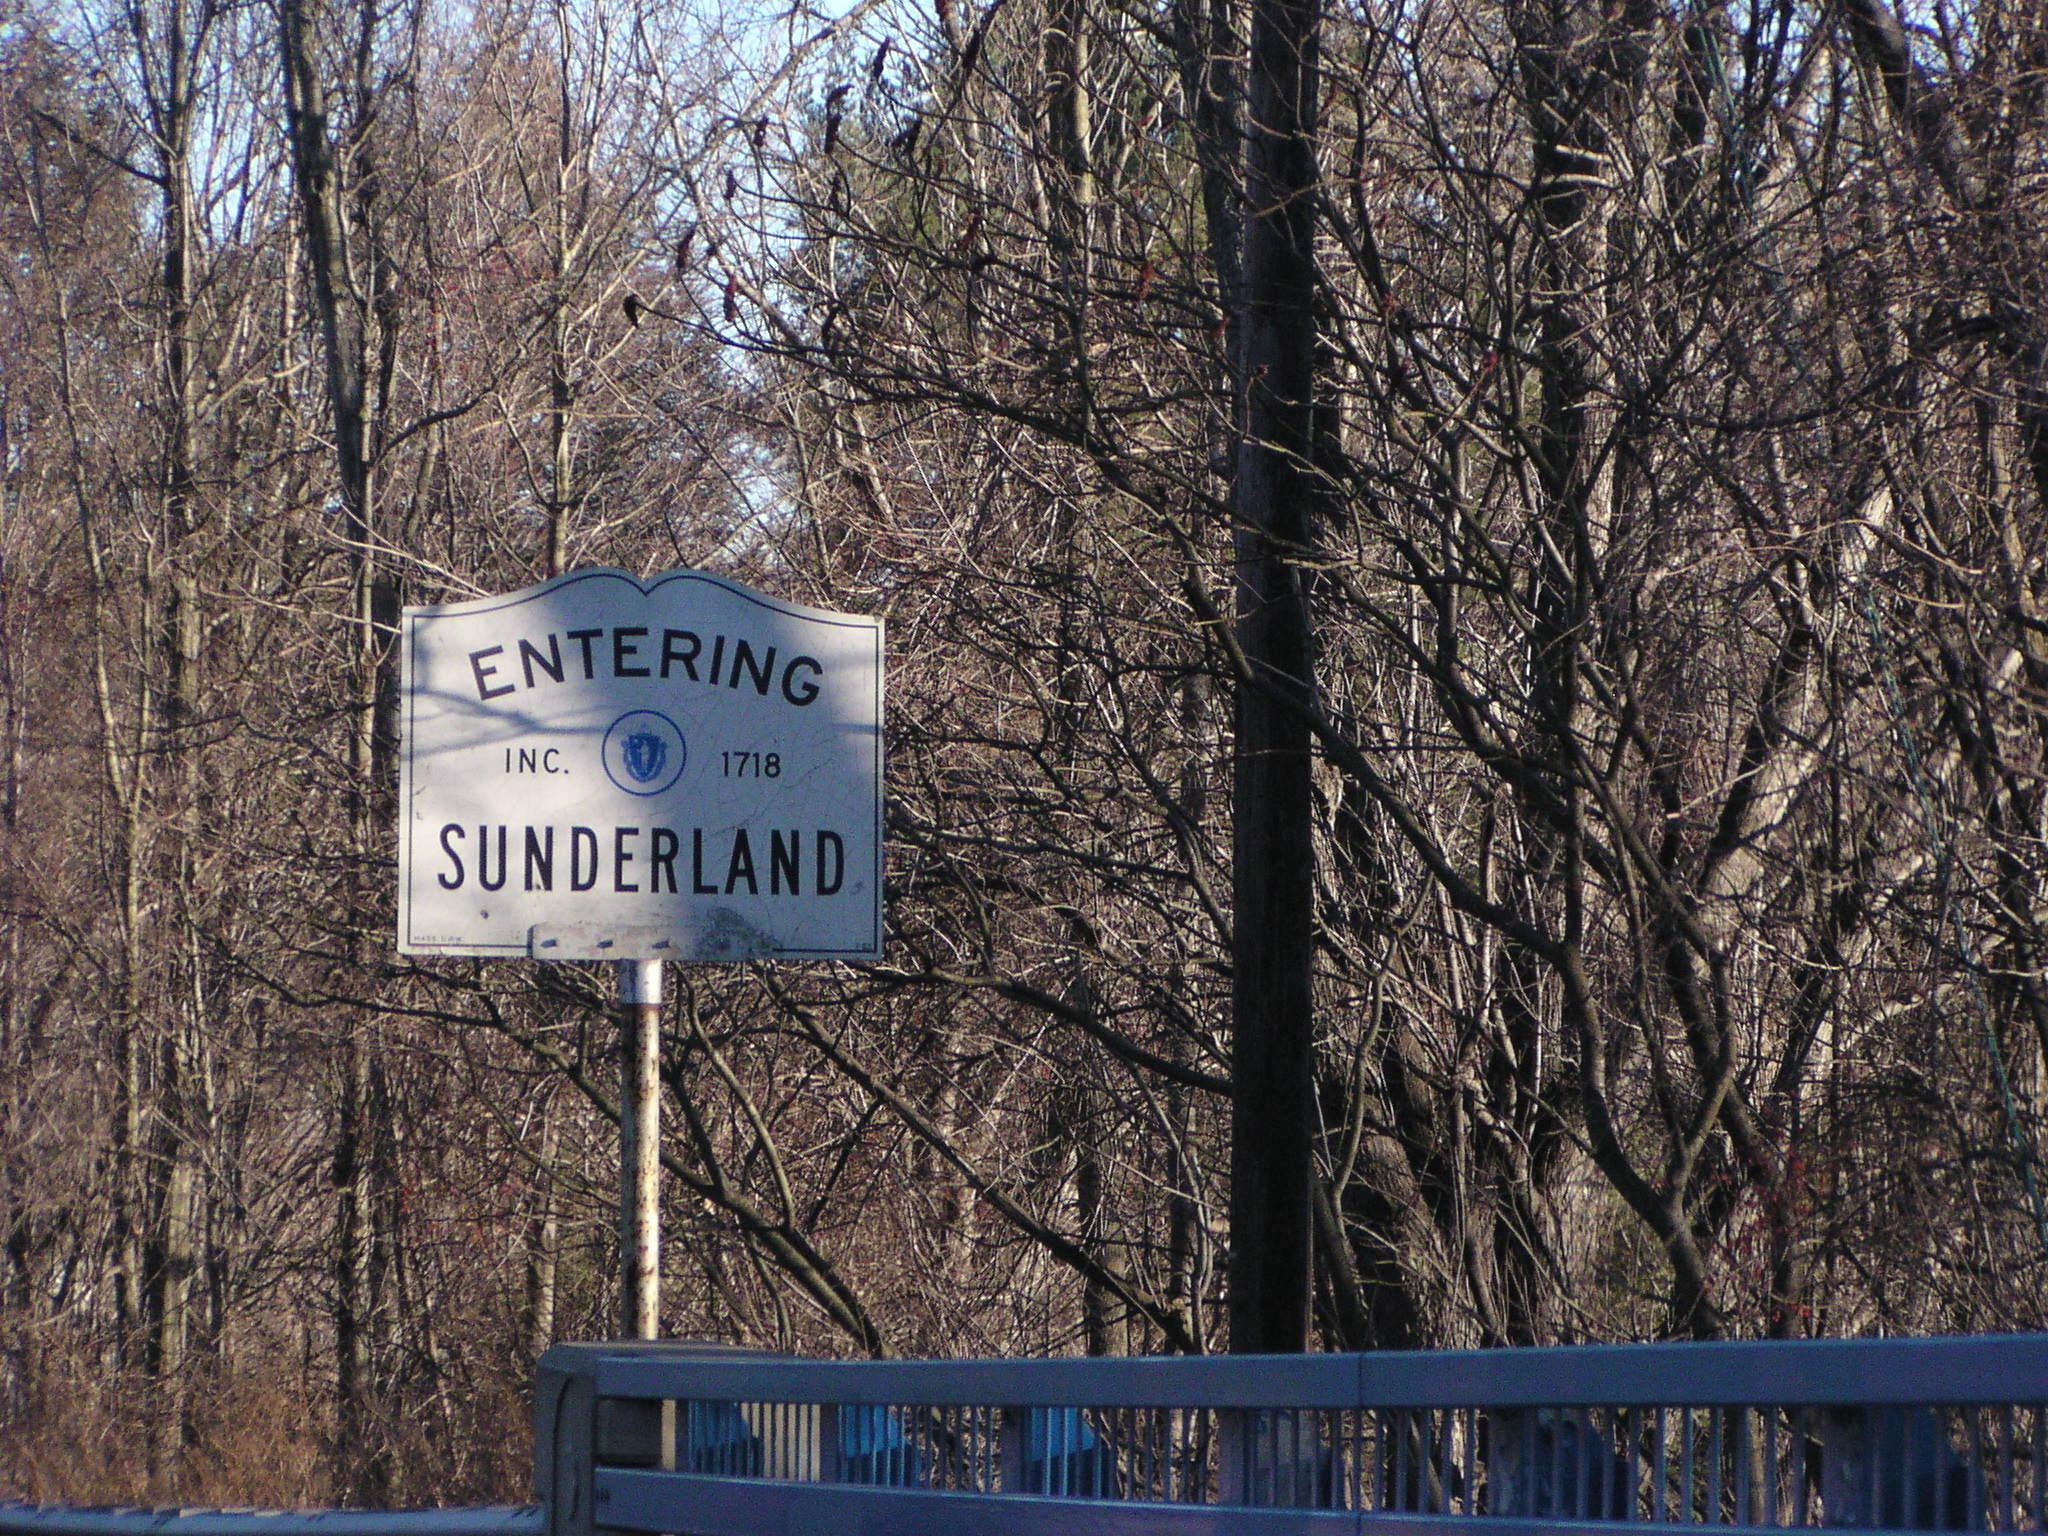 ENTERING
INC. 1718
SUNDERLAND